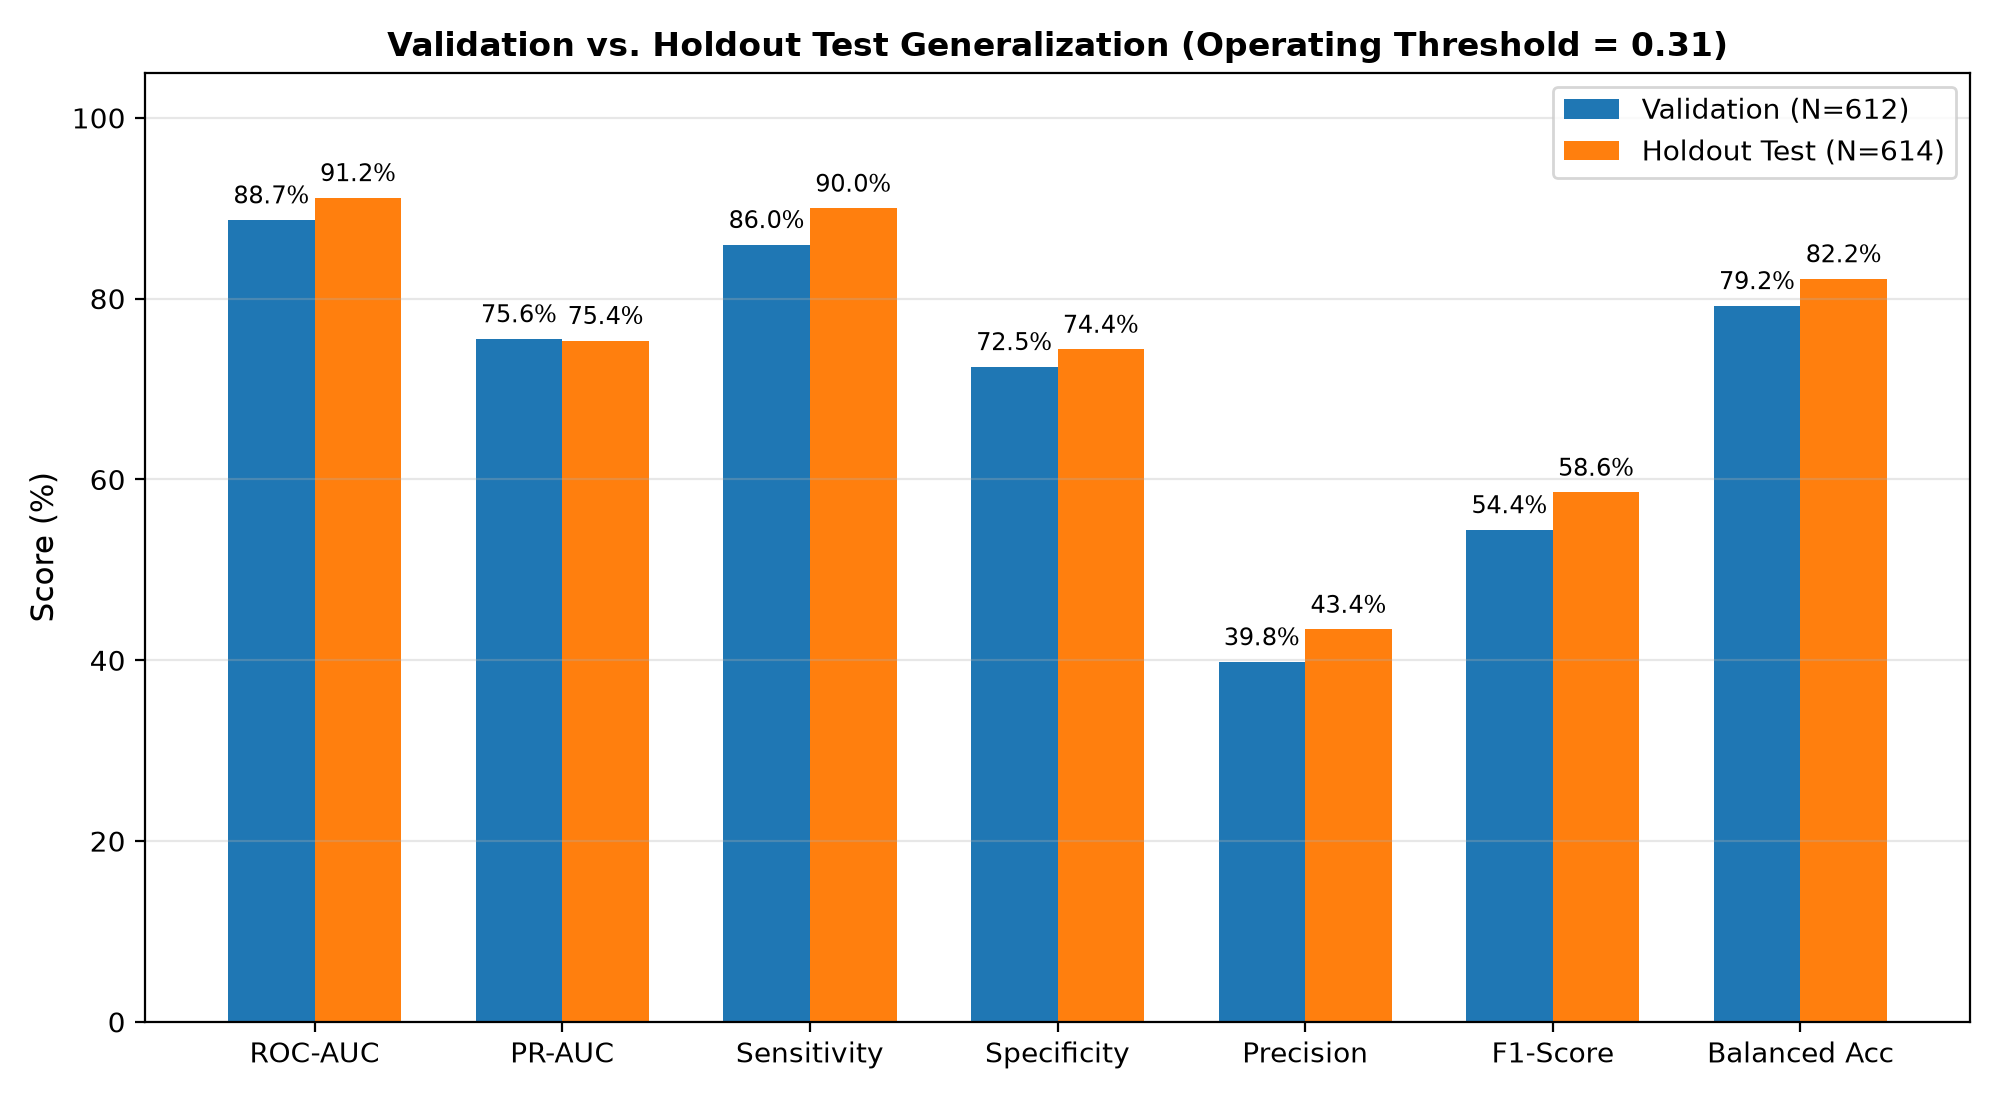 Validation vs. Holdout Test Generalization (Operating Threshold = 0.31)
Validation (N=612)
Holdout Test (N=614)
Score (%)
100
80
60
40
20
0
88.7% 91.2%
75.6% 75.4%
86.0% 90.0%
72.5% 74.4%
39.8% 43.4%
54.4% 58.6%
79.2% 82.2%
ROC-AUC PR-AUC Sensitivity Specificity Precision F1-Score Balanced Acc